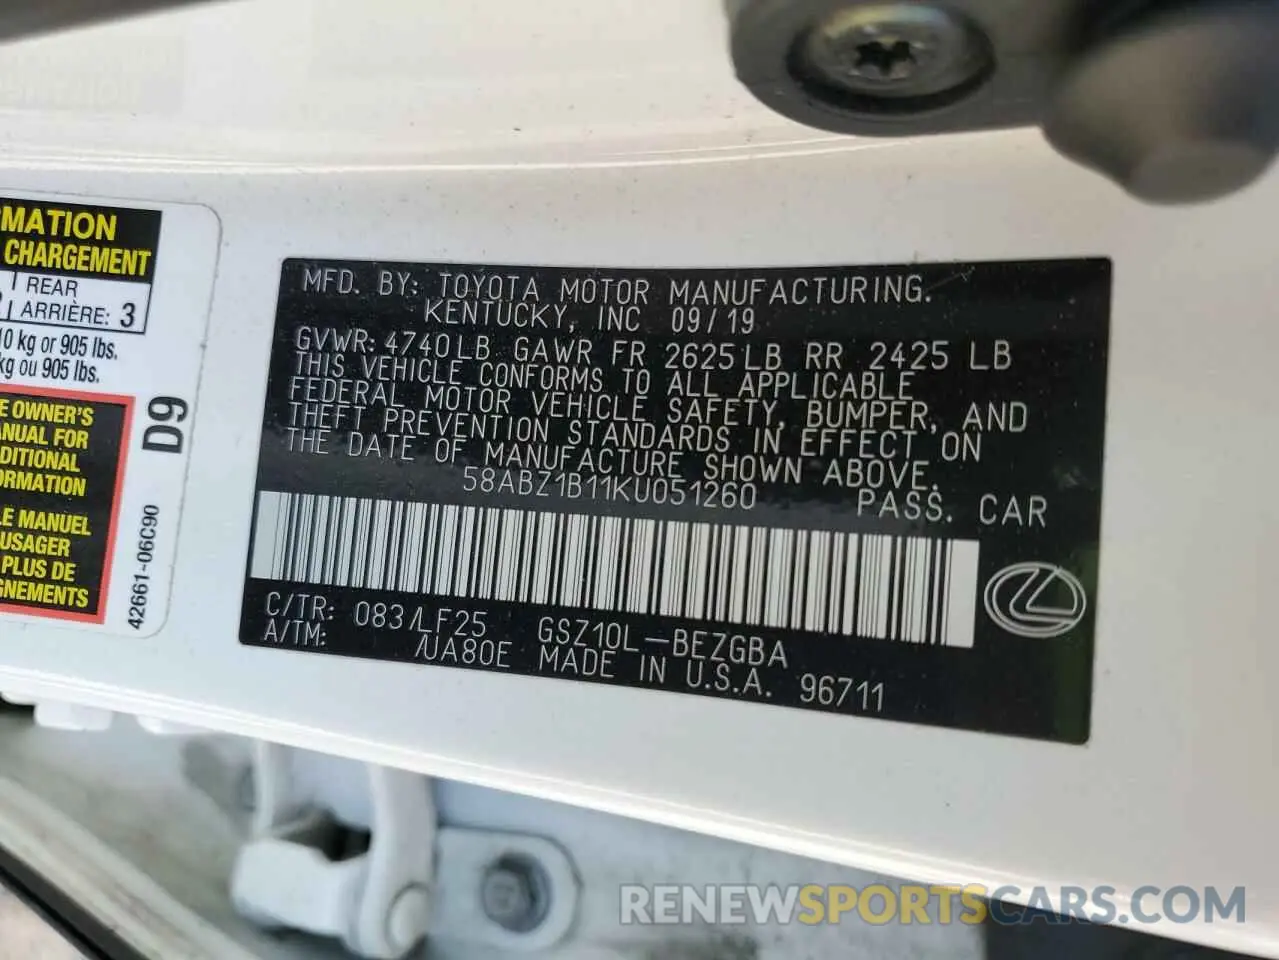 MATION
CHARGEMENT
REAR
ARRIÈRE: 3
10 kg or 905 lbs.
kg ou 905 lbs.
E OWNER'S
ANUAL FOR
DITIONAL
ORMATION
LE MANUEL
USAGER
PLUS DE
GNEMENTS
D9
42661-06C90
MFD. BY: TOYOTA MOTOR MANUFACTURING.
KENTUCKY, INC 09/19
GVWR: 4740LB GAWR FR 2625LB RR 2425 LB
THIS VEHICLE CONFORMS TO ALL APPLICABLE
FEDERAL MOTOR VEHICLE SAFETY, BUMPER, AND
THEFT PREVENTION STANDARDS IN EFFECT ON
THE DATE OF MANUFACTURE SHOWN ABOVE.
58ABZ1B11KU051260 PASS. CAR
C/TR: 083/LF25 GSZ10L-BEZGBA
A/TM: /UA80E MADE IN U.S.A. 96711
RENEWSPORTSCARS.COM